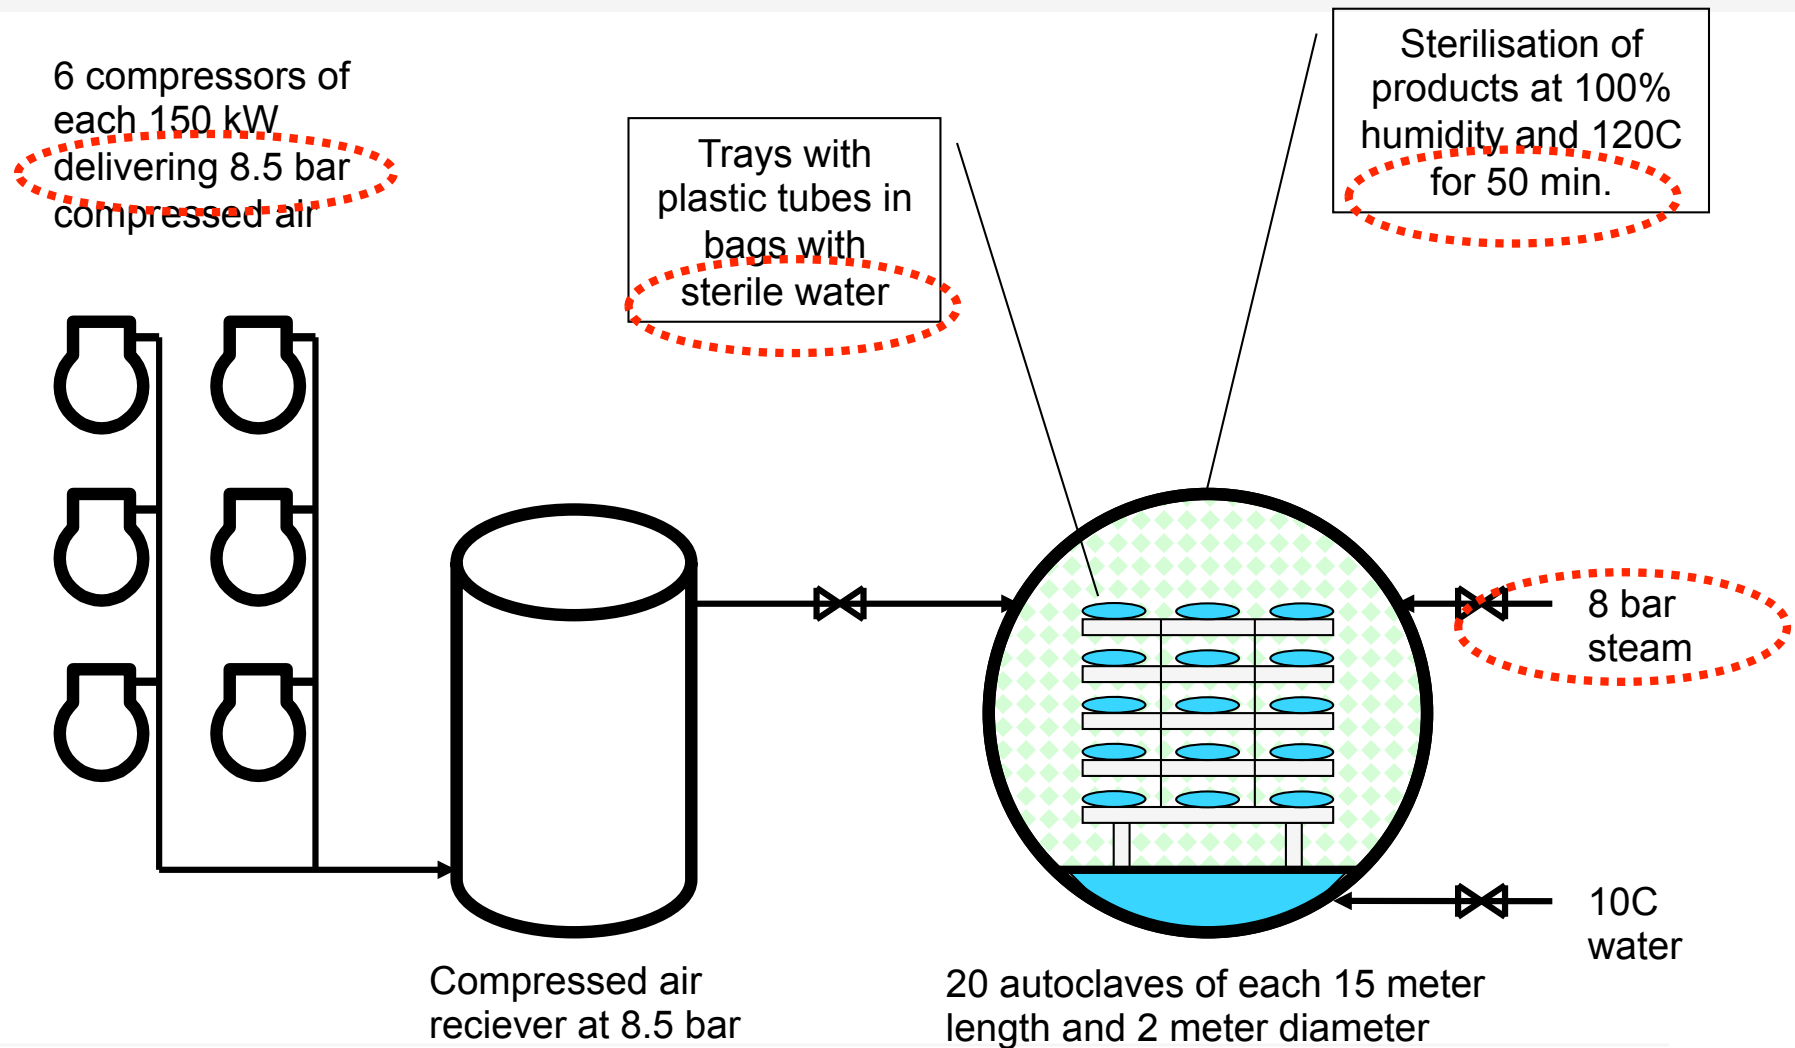 6 compressors of
each 150 kW
delivering 8.5 bar
compressed air
Trays with
plastic tubes in
bags with
sterile water
Sterilisation of
products at 100%
humidity and 120C
for 50 min.
8 bar
steam
10C
water
Compressed air
reciever at 8.5 bar
20 autoclaves of each 15 meter
length and 2 meter diameter